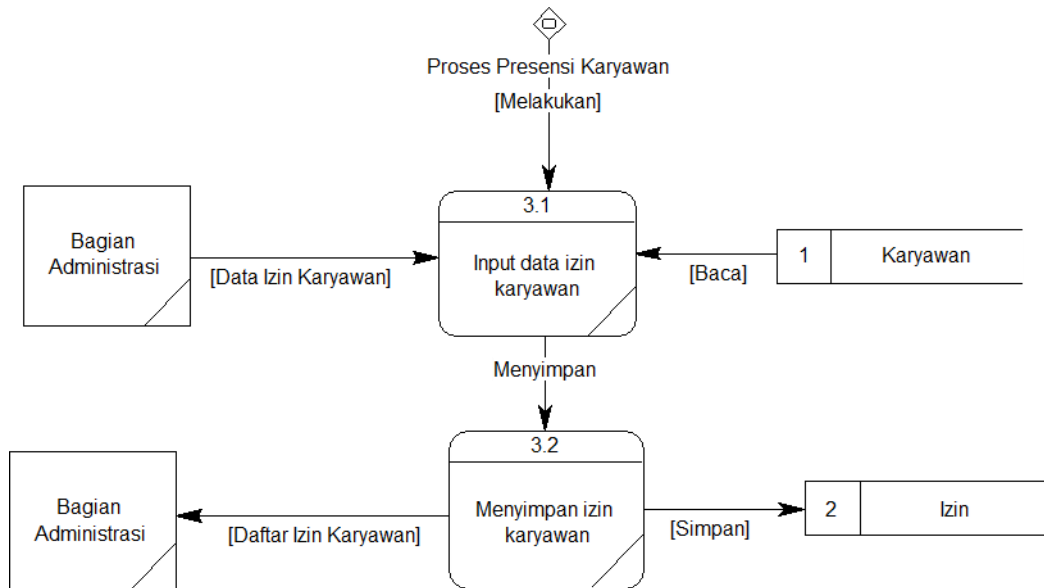 Proses Presensi Karyawan
[Melakukan]
3.1
Bagian
Administrasi
[Data Izin Karyawan]
Input data izin
karyawan
[Baca]
1
Karyawan
Menyimpan
3.2
Bagian
Administrasi
[Daftar Izin Karyawan]
Menyimpan izin
karyawan
[Simpan]
2
Izin